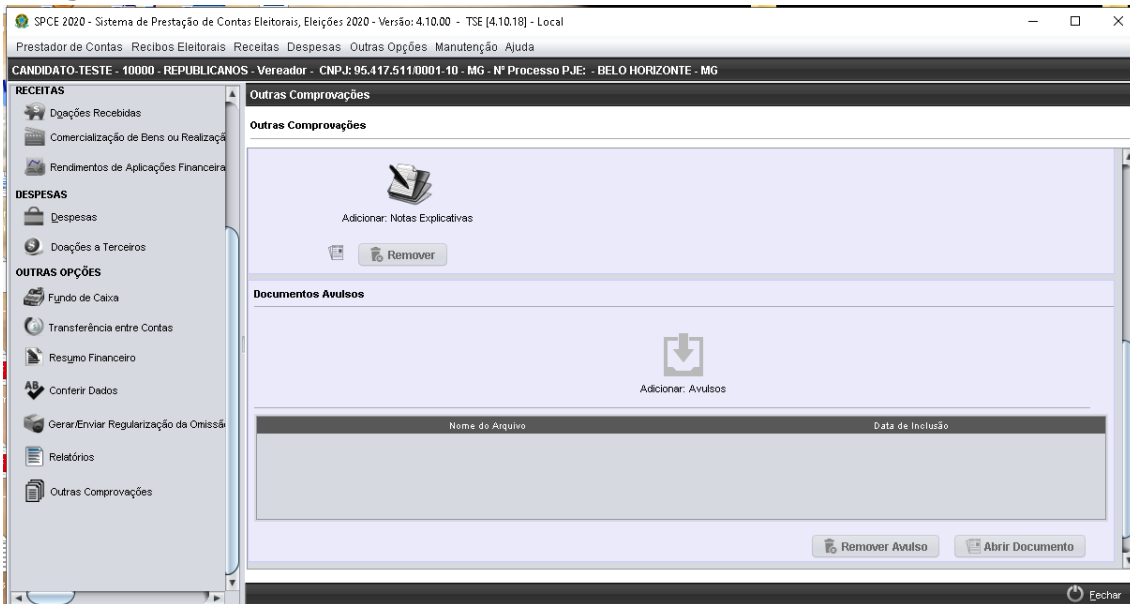 SPCE 2020 - Sistema de Prestação de Contas Eleitorais, Eleições 2020 - Versão: 4.10.00 - TSE [4.10.18] - Local
Prestador de Contas Recibos Eleitorais Receitas Despesas Outras Opções Manutenção Ajuda
CANDIDATO-TESTE - 10000 - REPUBLICANOS - Vereador - CNPJ: 95.417.511/0001-10 - MG - Nº Processo PJE: - BELO HORIZONTE - MG
RECEITAS
Doações Recebidas
Comercialização de Bens ou Realizaçã
Rendimentos de Aplicações Financeira
DESPESAS
Despesas
Doações a Terceiros
OUTRAS OPÇÕES
Fundo de Caixa
Transferência entre Contas
Resumo Financeiro
Conferir Dados
Gerar/Enviar Regularização da Omissã
Relatórios
Outras Comprovações
Outras Comprovações
Outras Comprovações
Adicionar: Notas Explicativas
Remover
Documentos Avulsos
Adicionar: Avulsos
Nome do Arquivo Data de Inclusão
Remover Avulso Abrir Documento
Fechar